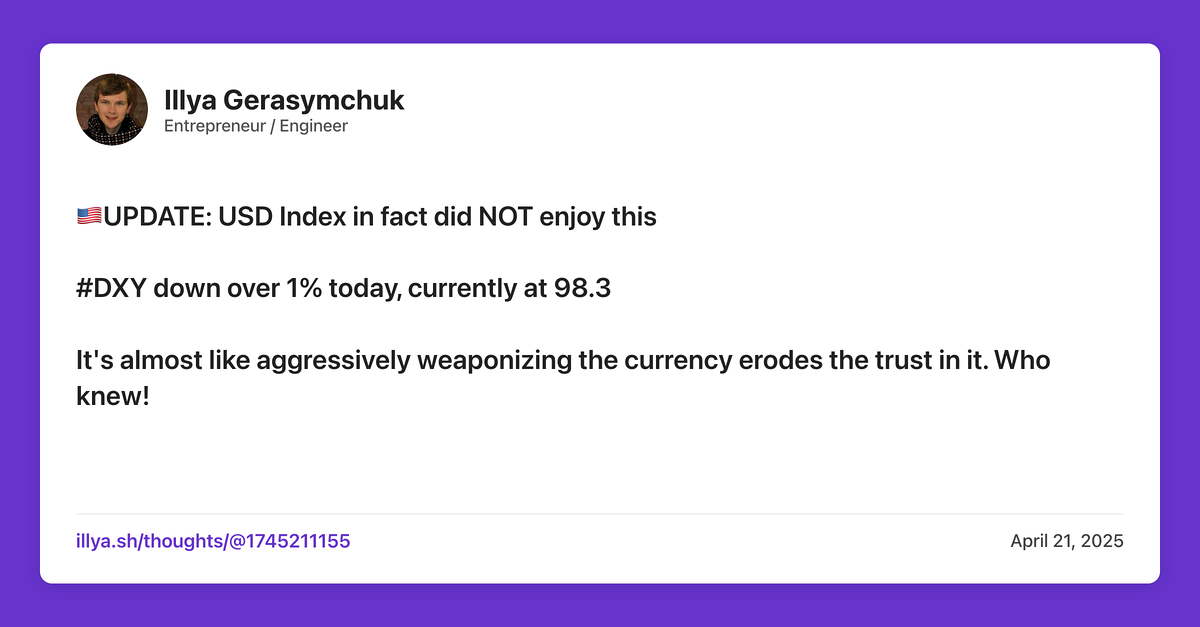 Illya Gerasymchuk
Entrepreneur / Engineer
🇺🇸UPDATE: USD Index in fact did NOT enjoy this
#DXY down over 1% today, currently at 98.3
It's almost like aggressively weaponizing the currency erodes the trust in it. Who
knew!
illya.sh/thoughts/@1745211155
April 21, 2025